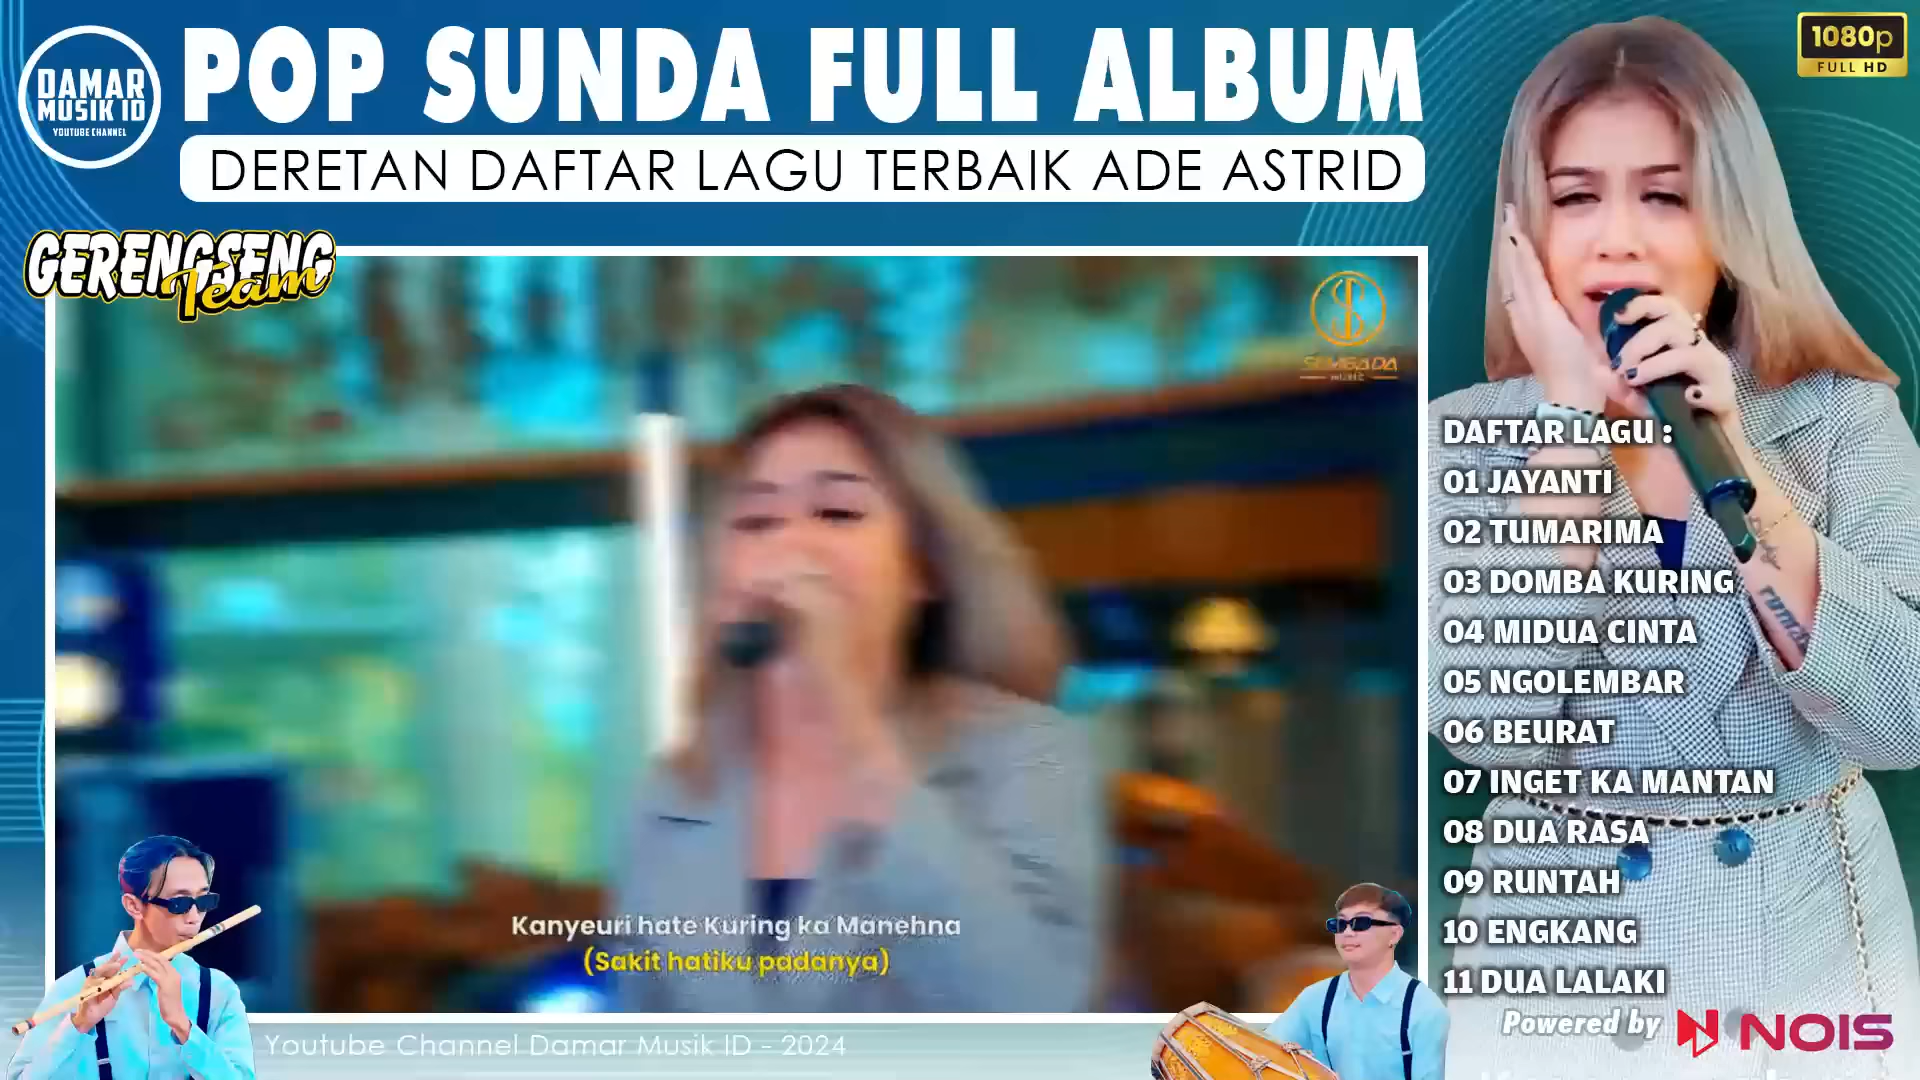 DAMAR
MUSIK ID
YOUTUBE CHANNEL
POP SUNDA FULL ALBUM
DERETAN DAFTAR LAGU TERBAIK ADE ASTRID
1080p
FULL HD
GERENGSENG
Team
SEMBADA
MUSIC
DAFTAR LAGU :
01 JAYANTI
02 TUMARIMA
03 DOMBA KURING
04 MIDUA CINTA
05 NGOLEMBAR
06 BEURAT
07 INGET KA MANTAN
08 DUA RASA
09 RUNTAH
10 ENGKANG
11 DUA LALAKI
Kanyeuri hate Kuring ka Manehna
(Sakit hatiku padanya)
Powered by
NOIS
Youtube Channel Damar Musik ID - 2024